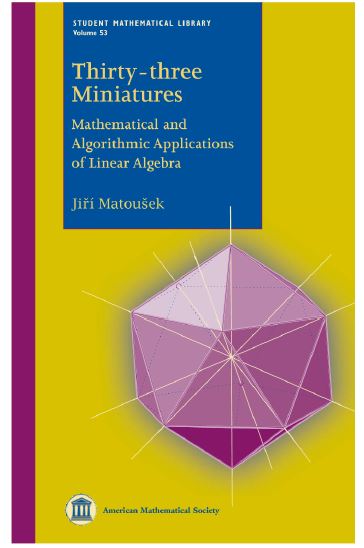 STUDENT MATHEMATICAL LIBRARY
Volume 53
Thirty-three
Miniatures
Mathematical and
Algorithmic Applications
of Linear Algebra
Jiří Matoušek
American Mathematical Society